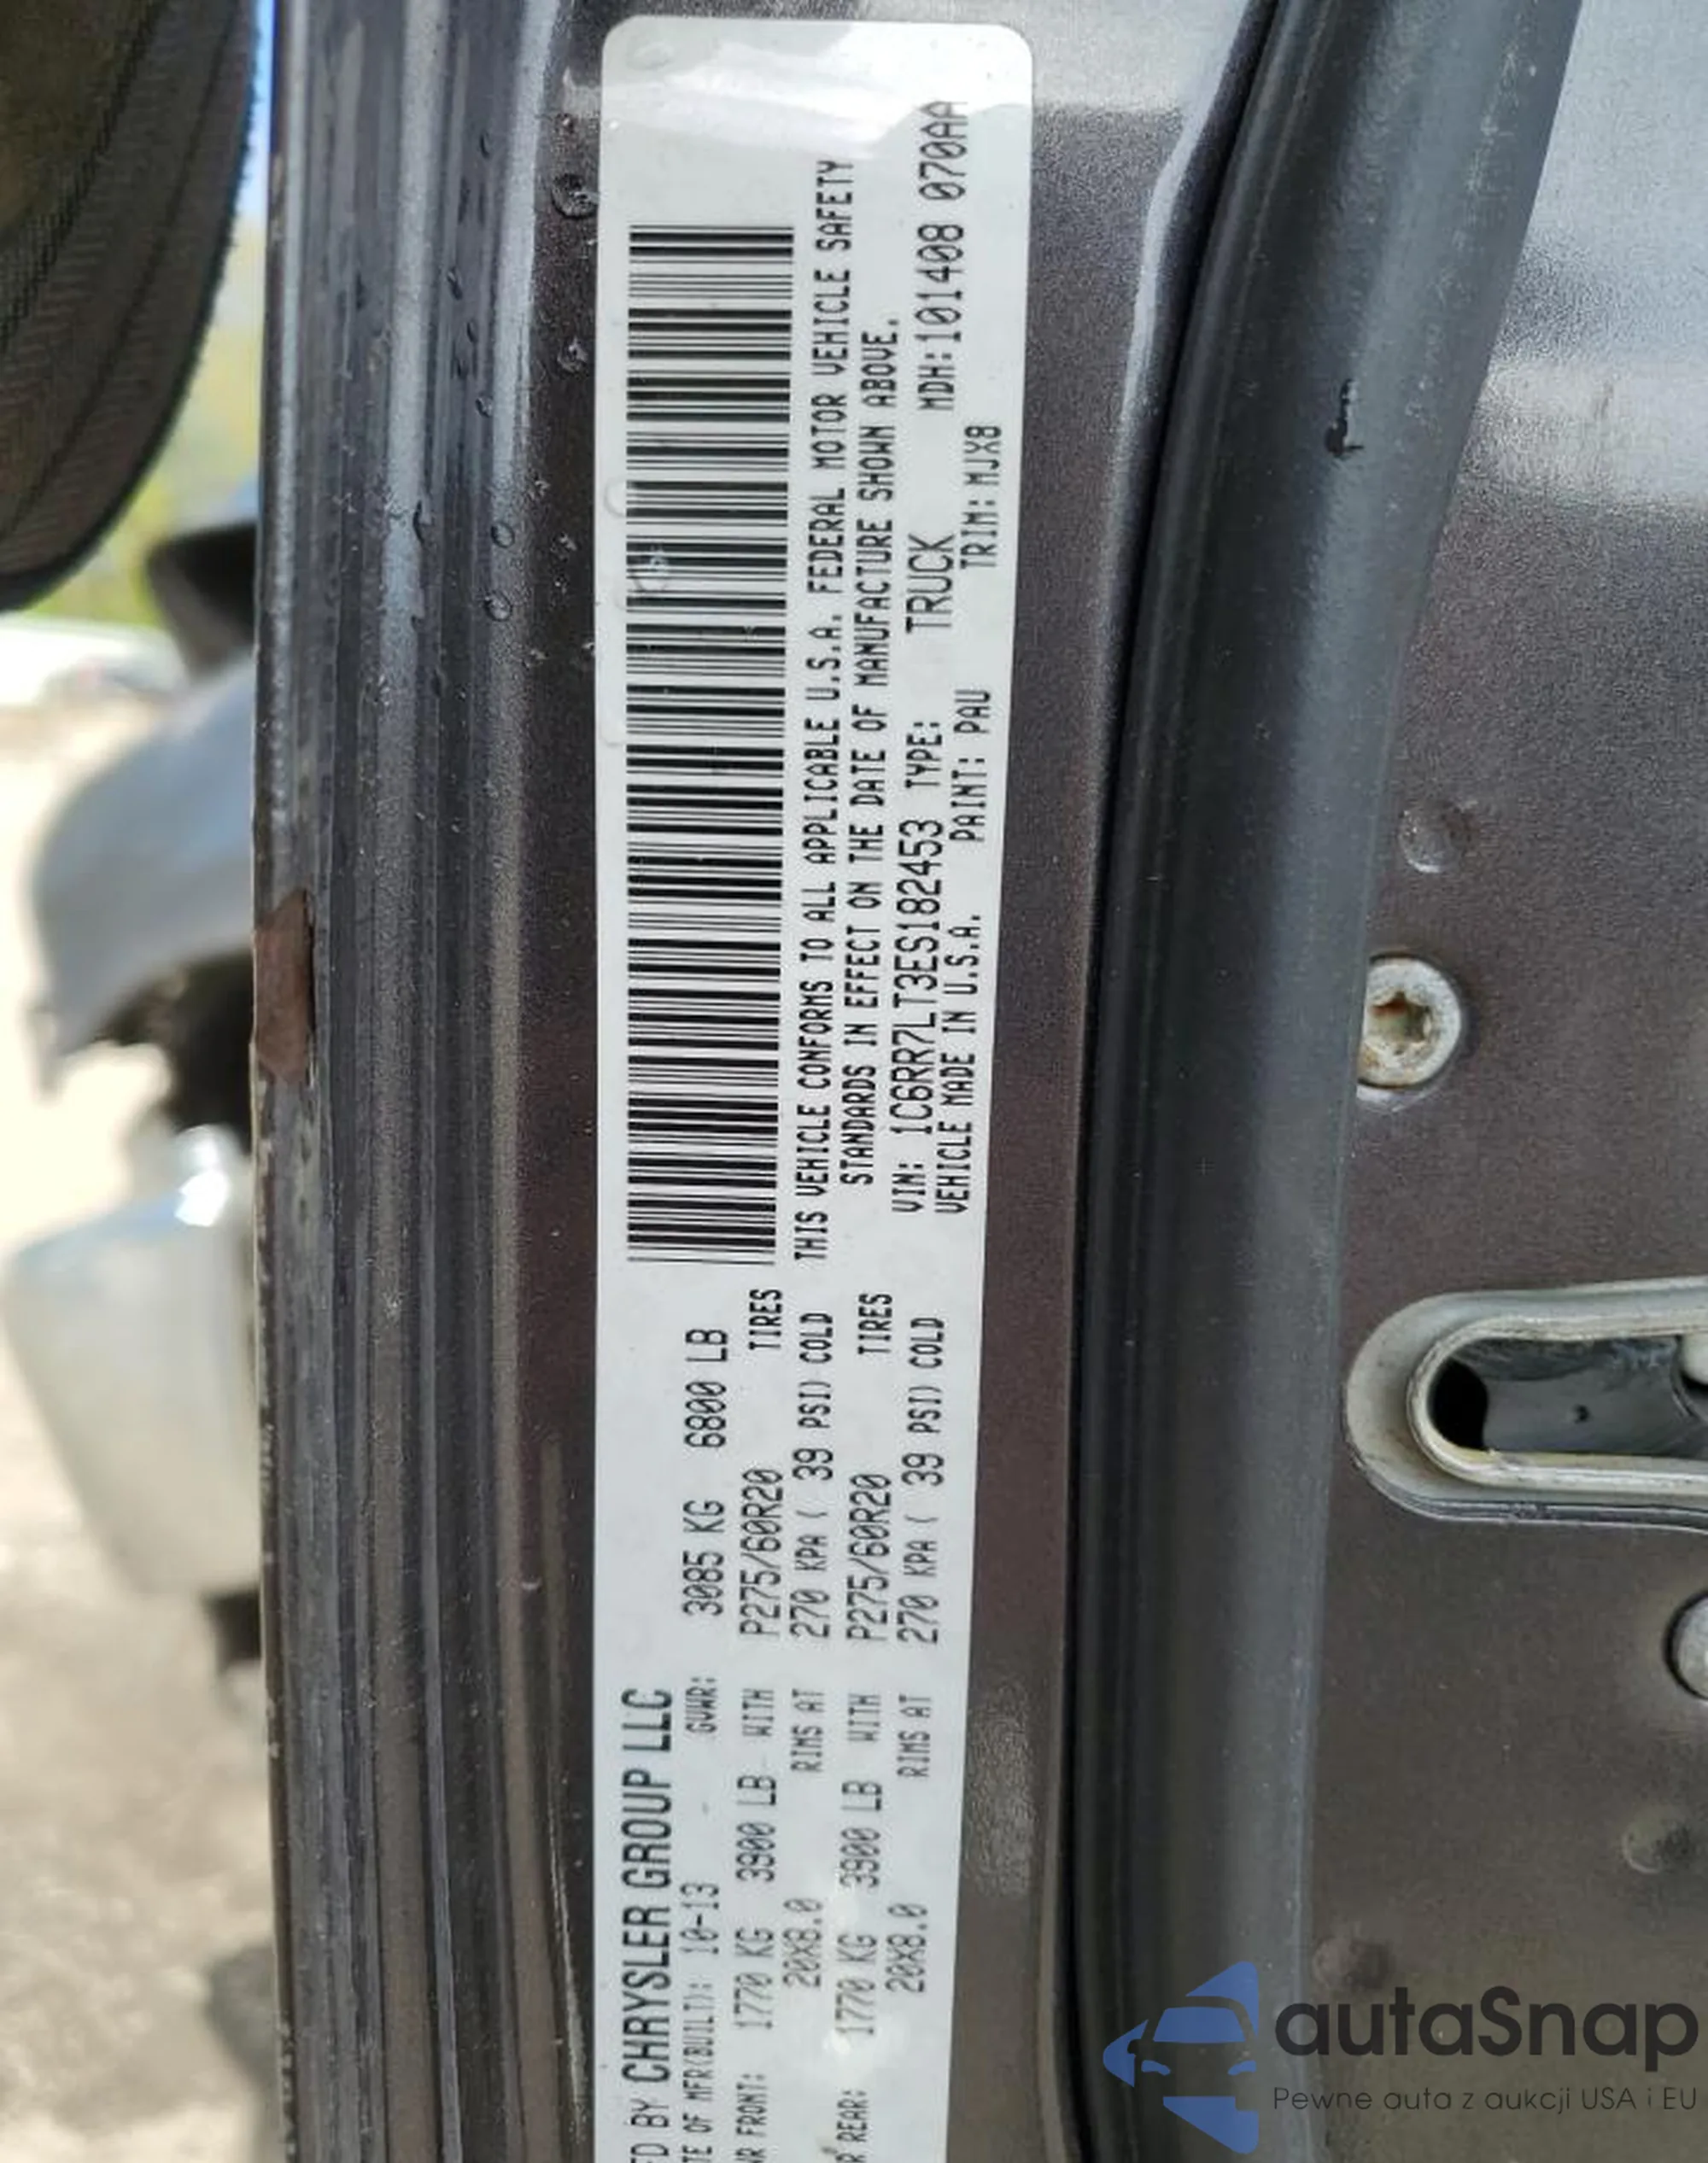 FD BY CHRYSLER GROUP LLC
TE OF MFR(BUILT): 10-13 GVWR: 3085 KG 6800 LB
WR FRONT: 1770 KG 3900 LB WITH P275/60R20 TIRES
20X8.0 RIMS AT 270 KPA ( 39 PSI) COLD
R REAR: 1770 KG 3900 LB WITH P275/60R20 TIRES
20X8.0 RIMS AT 270 KPA ( 39 PSI) COLD
THIS VEHICLE CONFORMS TO ALL APPLICABLE U.S.A. FEDERAL MOTOR VEHICLE SAFETY
STANDARDS IN EFFECT ON THE DATE OF MANUFACTURE SHOWN ABOVE.
VIN: 1C6RR7LT3ES182453 TYPE: TRUCK MDH: 101408 070AA
VEHICLE MADE IN U.S.A. PAINT: PAU TRIM: MJX8
autaSnap
Pewne auta z aukcji USA i EU